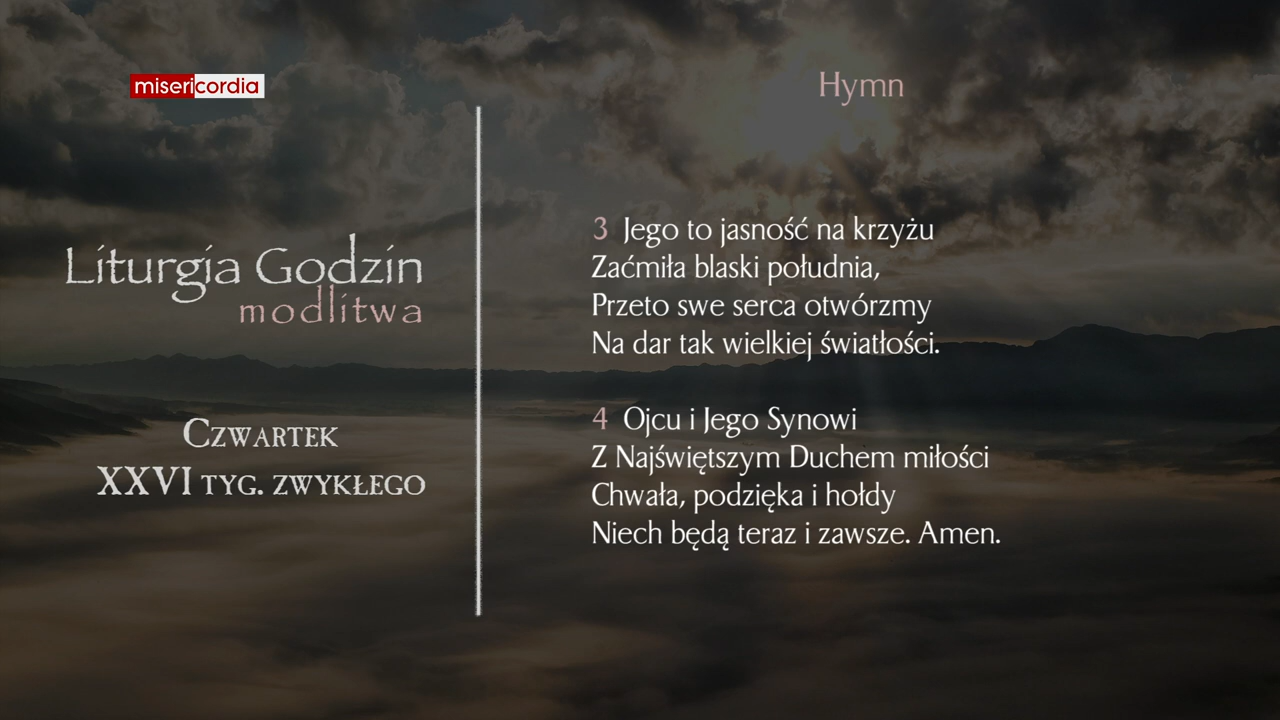 misericordia
Liturgia Godzin
modlitwa
Czwartek
XXVI tyg. zwykłego
Hymn
3 Jego to jasność na krzyżu
Zaćmiła blaski południa,
Przeto swe serca otwórzmy
Na dar tak wielkiej światłości.
4 Ojcu i Jego Synowi
Z Najświętszym Duchem miłości
Chwała, podzięka i hołdy
Niech będą teraz i zawsze. Amen.